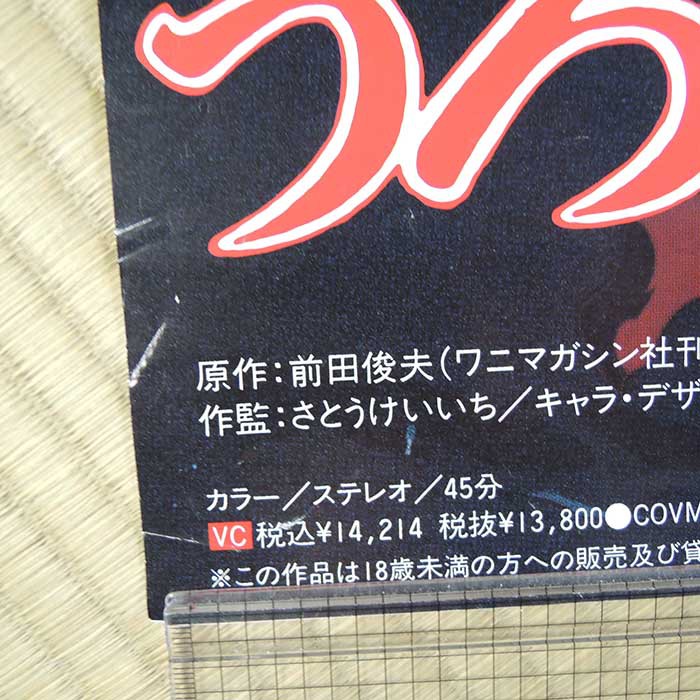 うろ
原作：前田俊夫（ワニマガジン社刊
作監：さとうけいいち／キャラ・デザ
カラー／ステレオ／45分
VC 税込¥14,214 税抜¥13,800●COVM
※この作品は18歳未満の方への販売及び貸